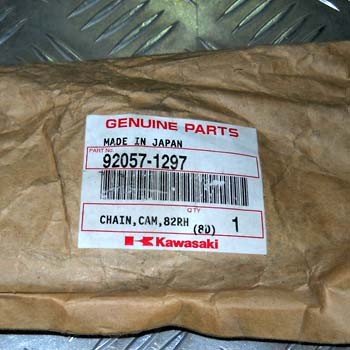 GENUINE PARTS
MADE IN JAPAN
PART No.
92057-1297
QTY
CHAIN,CAM,82RH (8D) 1
Kawasaki